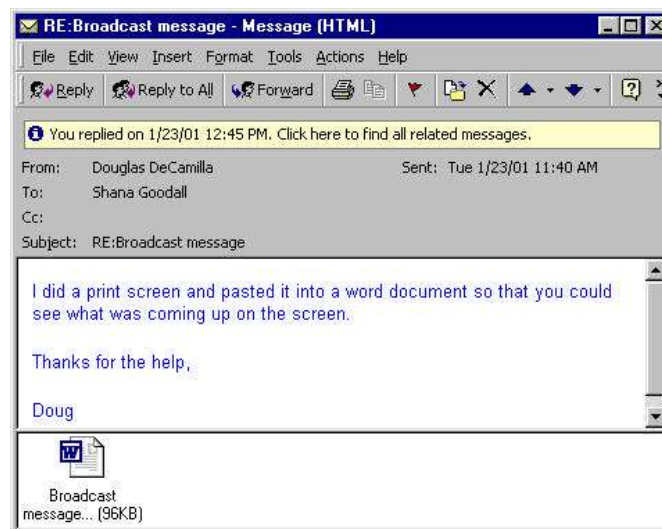 RE:Broadcast message - Message (HTML)
File Edit View Insert Format Tools Actions Help
Reply Reply to All Forward
You replied on 1/23/01 12:45 PM. Click here to find all related messages.
From: Douglas DeCamilla Sent: Tue 1/23/01 11:40 AM
To: Shana Goodall
Cc:
Subject: RE:Broadcast message
I did a print screen and pasted it into a word document so that you could
see what was coming up on the screen.
Thanks for the help,
Doug
Broadcast
message... (96KB)